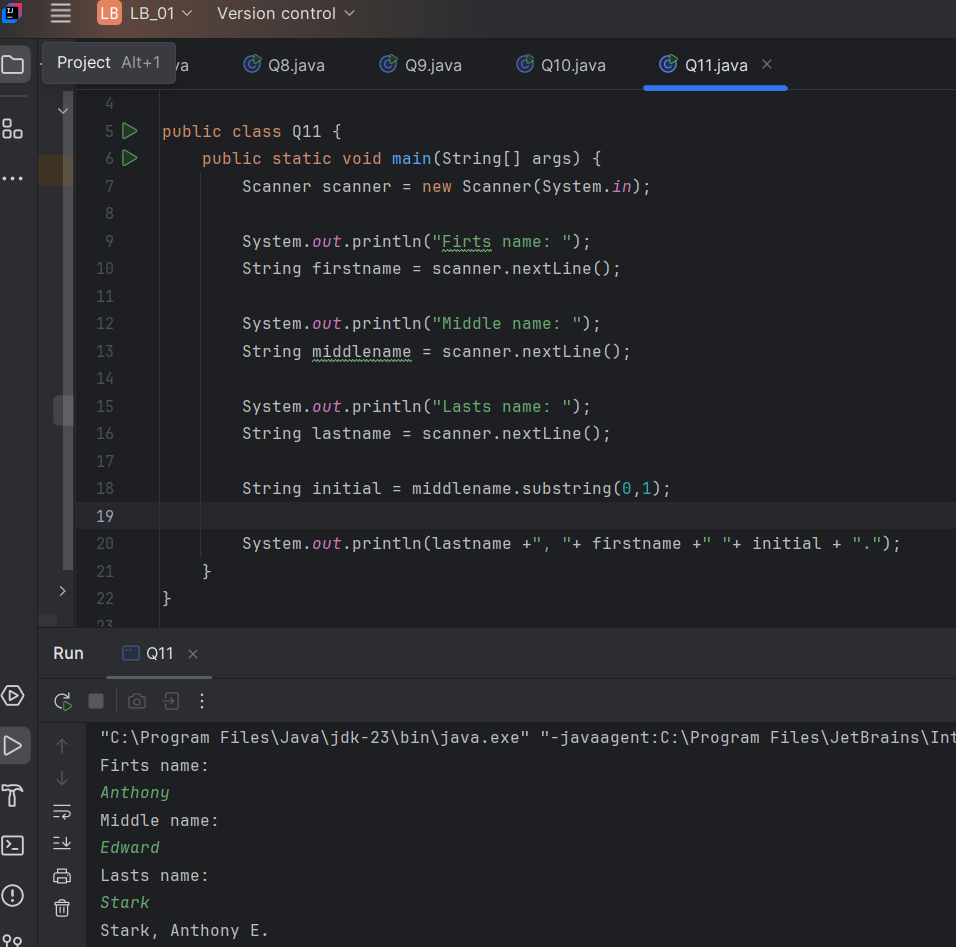 LB LB_01 Version control
Project Alt+1 va Q8.java Q9.java Q10.java Q11.java
4
5 public class Q11 {
6 public static void main(String[] args) {
7 Scanner scanner = new Scanner(System.in);
8
9 System.out.println("Firts name: ");
10 String firstname = scanner.nextLine();
11
12 System.out.println("Middle name: ");
13 String middlename = scanner.nextLine();
14
15 System.out.println("Lasts name: ");
16 String lastname = scanner.nextLine();
17
18 String initial = middlename.substring(0,1);
19
20 System.out.println(lastname +", "+ firstname +" "+ initial + ".");
21 }
22 }
23
Run Q11
"C:\Program Files\Java\jdk-23\bin\java.exe" "-javaagent:C:\Program Files\JetBrains\Int
Firts name:
Anthony
Middle name:
Edward
Lasts name:
Stark
Stark, Anthony E.